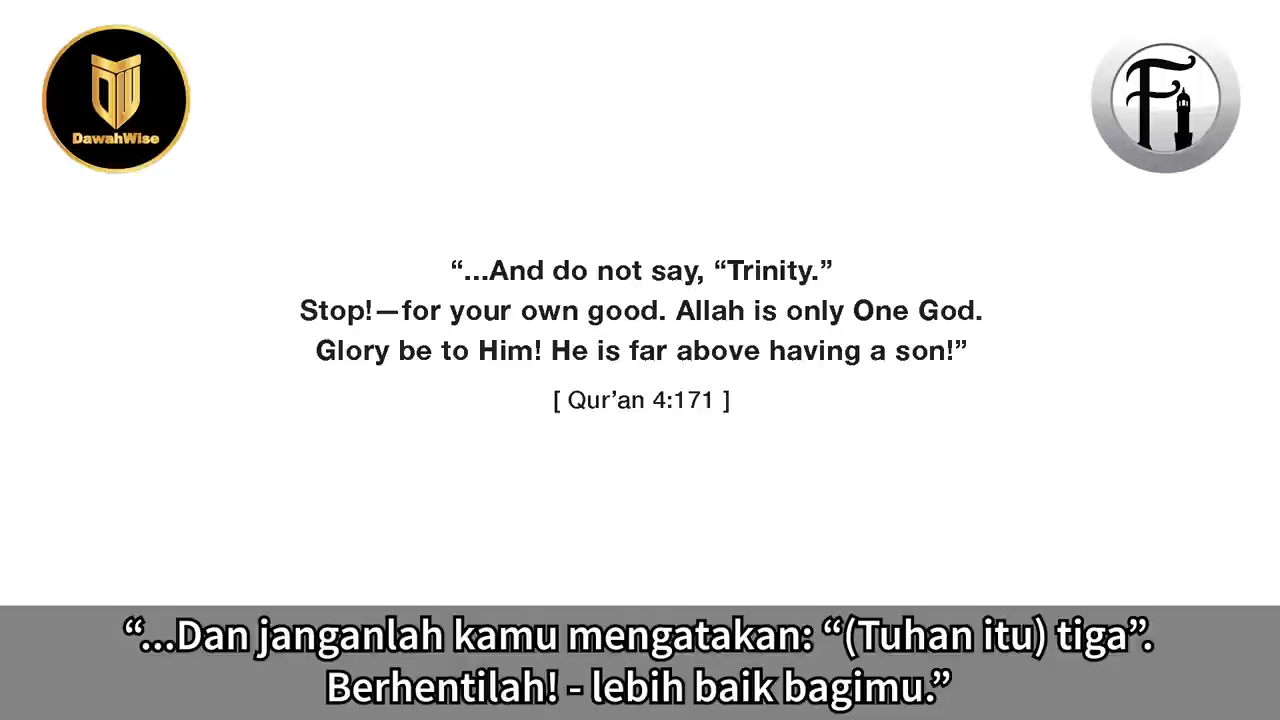 DawahWise
Fi
“...And do not say, “Trinity.”
Stop!—for your own good. Allah is only One God.
Glory be to Him! He is far above having a son!”
[ Qur’an 4:171 ]
“...Dan janganlah kamu mengatakan: “(Tuhan itu) tiga”.
Berhentilah! - lebih baik bagimu.”